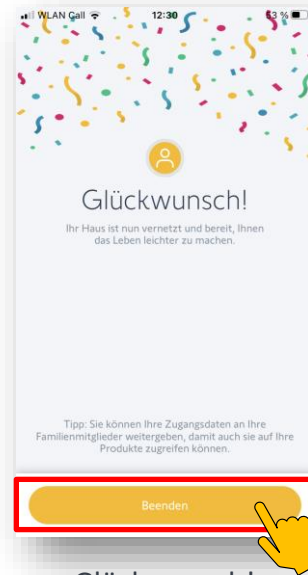 WLAN Call 12:30 53 %
Glückwunsch!
Ihr Haus ist nun vernetzt und bereit, Ihnen
das Leben leichter zu machen.
Tipp: Sie können Ihre Zugangsdaten an Ihre
Familienmitglieder weitergeben, damit auch sie auf Ihre
Produkte zugreifen können.
Beenden